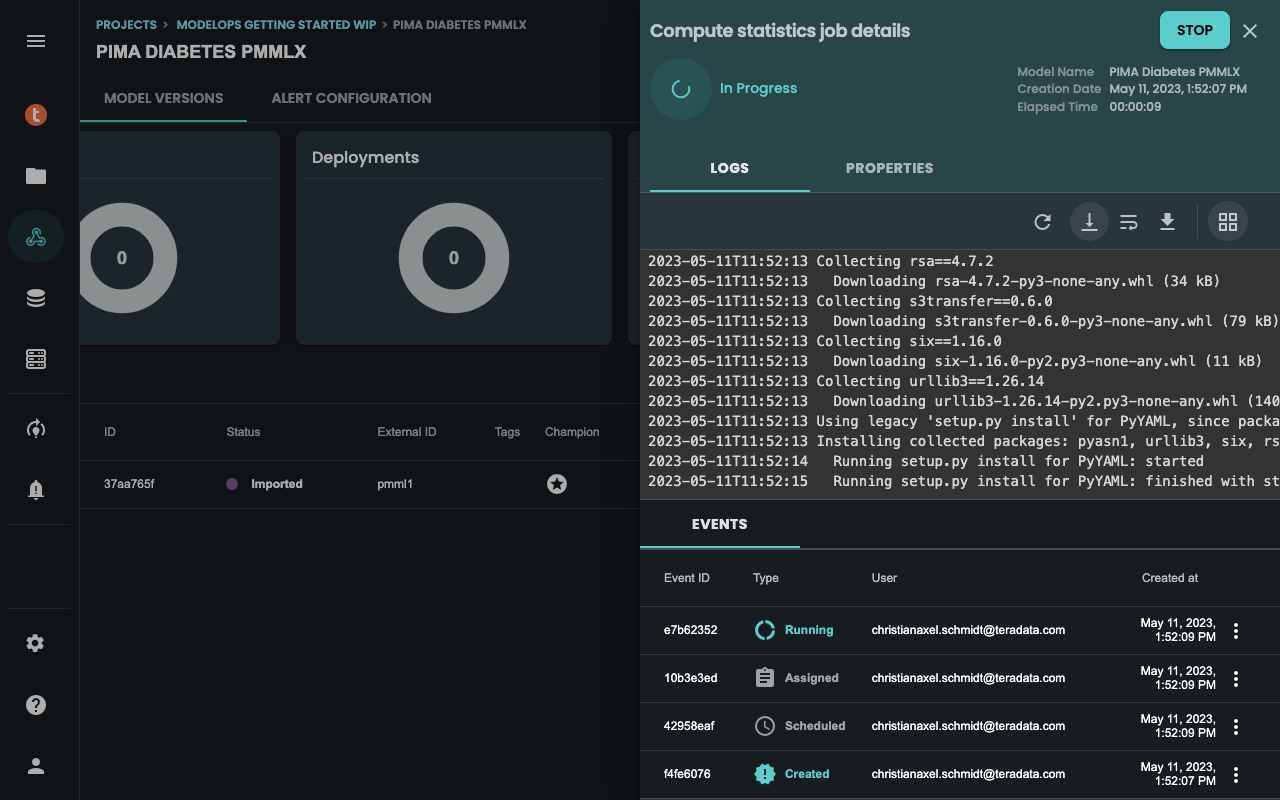 PROJECTS > MODELOPS GETTING STARTED WIP > PIMA DIABETES PMMLX
PIMA DIABETES PMMLX
MODEL VERSIONS ALERT CONFIGURATION
0
Deployments
0
ID Status External ID Tags Champion
37aa765f Imported pmml1
Compute statistics job details
STOP
In Progress
Model Name PIMA Diabetes PMMLX
Creation Date May 11, 2023, 1:52:07 PM
Elapsed Time 00:00:09
LOGS PROPERTIES
2023-05-11T11:52:13 Collecting rsa==4.7.2
2023-05-11T11:52:13 Downloading rsa-4.7.2-py3-none-any.whl (34 kB)
2023-05-11T11:52:13 Collecting s3transfer==0.6.0
2023-05-11T11:52:13 Downloading s3transfer-0.6.0-py3-none-any.whl (79 kB)
2023-05-11T11:52:13 Collecting six==1.16.0
2023-05-11T11:52:13 Downloading six-1.16.0-py2.py3-none-any.whl (11 kB)
2023-05-11T11:52:13 Collecting urllib3==1.26.14
2023-05-11T11:52:13 Downloading urllib3-1.26.14-py2.py3-none-any.whl (140
2023-05-11T11:52:13 Using legacy 'setup.py install' for PyYAML, since packa
2023-05-11T11:52:13 Installing collected packages: pyasn1, urllib3, six, rs
2023-05-11T11:52:14 Running setup.py install for PyYAML: started
2023-05-11T11:52:15 Running setup.py install for PyYAML: finished with st
EVENTS
Event ID Type User Created at
e7b62352 Running christianaxel.schmidt@teradata.com May 11, 2023,
1:52:09 PM
10b3e3ed Assigned christianaxel.schmidt@teradata.com May 11, 2023,
1:52:09 PM
42958eaf Scheduled christianaxel.schmidt@teradata.com May 11, 2023,
1:52:09 PM
f4fe6076 Created christianaxel.schmidt@teradata.com May 11, 2023,
1:52:07 PM